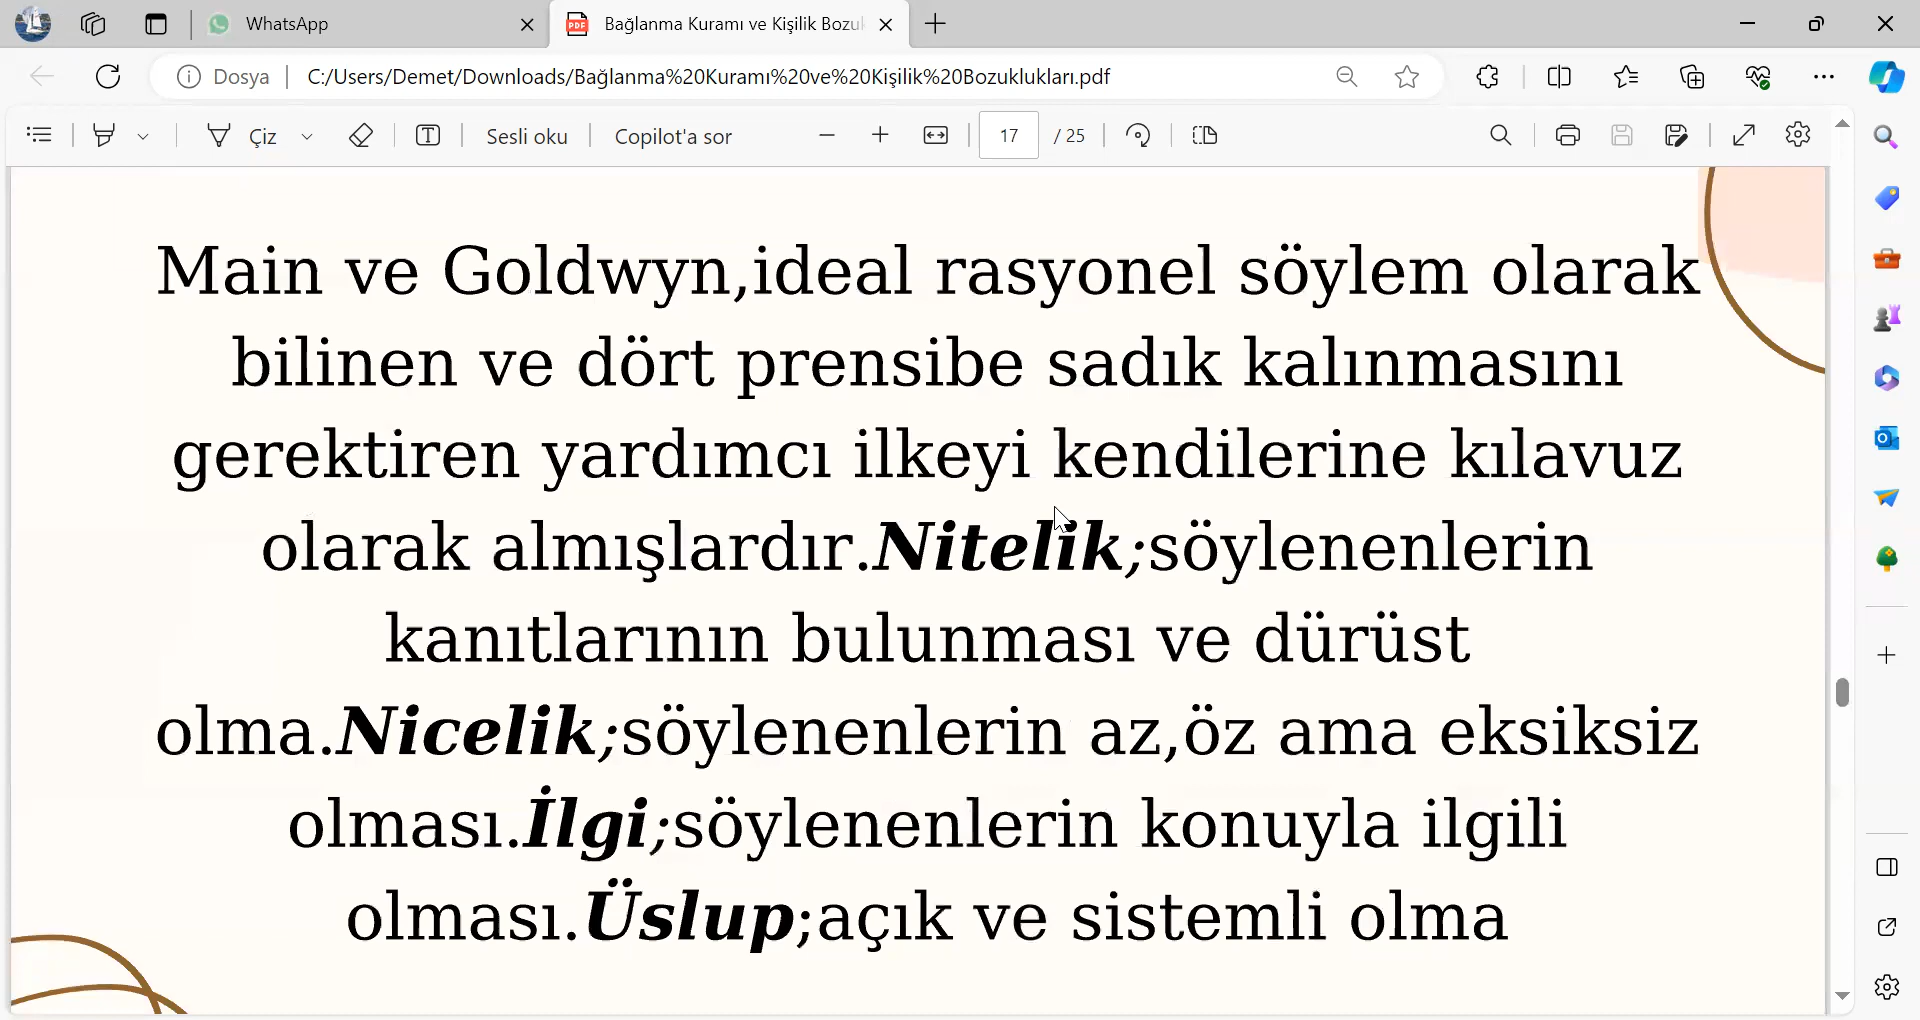 WhatsApp
Bağlanma Kuramı ve Kişilik Bozu
Dosya
C:/Users/Demet/Downloads/Bağlanma%20Kuramı%20ve%20Kişilik%20Bozuklukları.pdf
Çiz
Sesli oku
Copilot'a sor
17 / 25
Main ve Goldwyn,ideal rasyonel söylem olarak
bilinen ve dört prensibe sadık kalınmasını
gerektiren yardımcı ilkeyi kendilerine kılavuz
olarak almışlardır.Nitelik;söylenenlerin
kanıtlarının bulunması ve dürüst
olma.Nicelik;söylenenlerin az,öz ama eksiksiz
olması.İlgi;söylenenlerin konuyla ilgili
olması.Üslup;açık ve sistemli olma